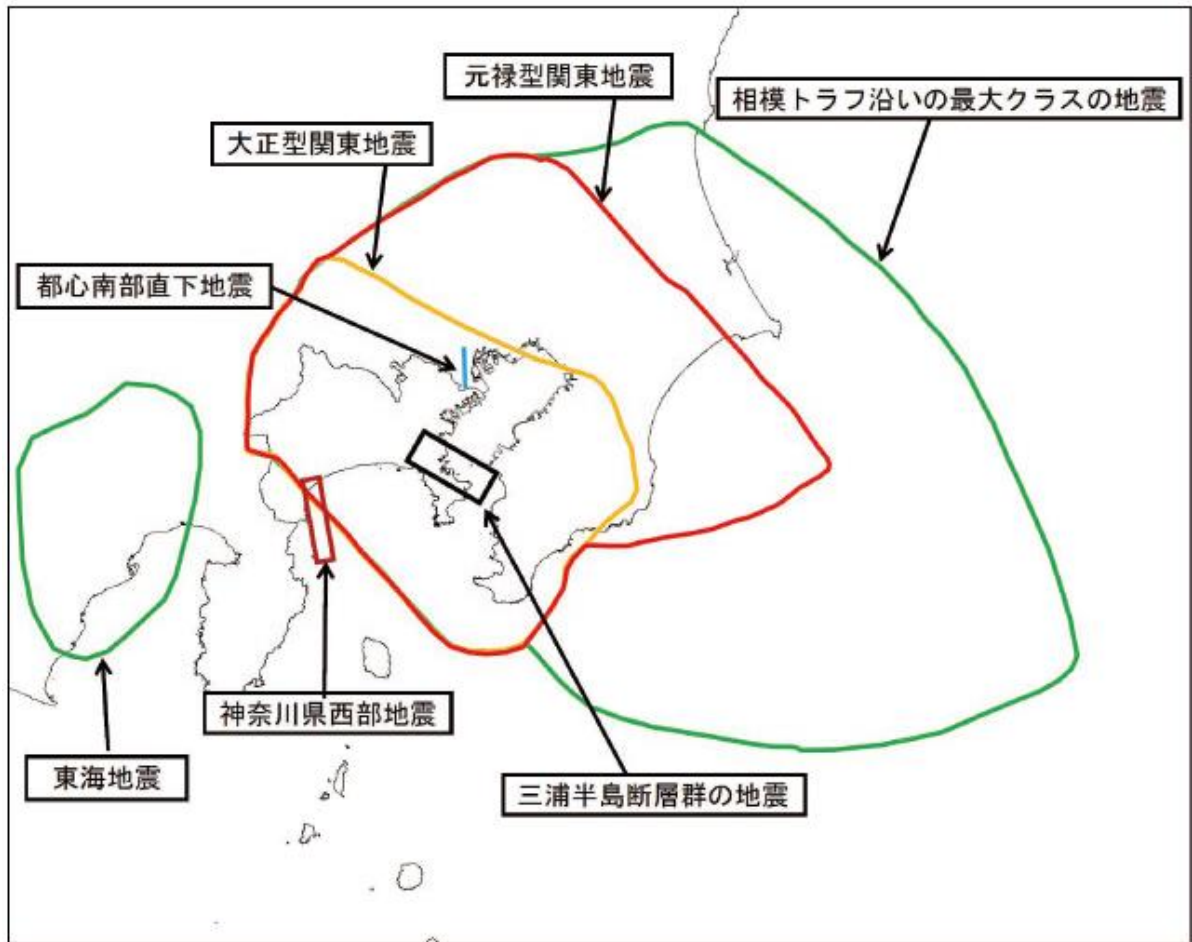 元禄型関東地震
相模トラフ沿いの最大クラスの地震
大正型関東地震
都心南部直下地震
神奈川県西部地震
東海地震
三浦半島断層群の地震